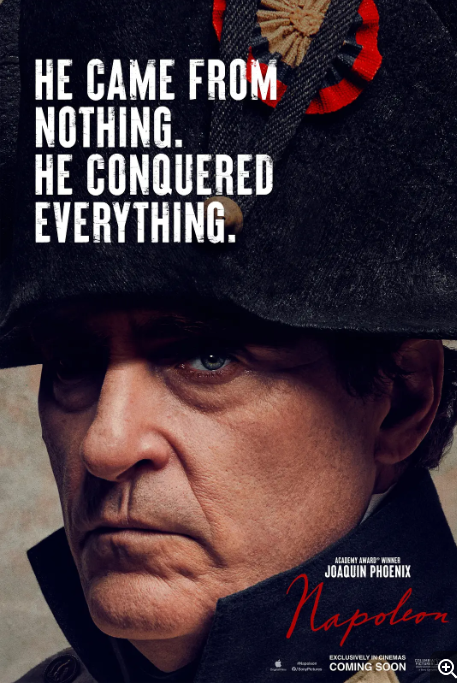 HE CAME FROM
NOTHING.
HE CONQUERED
EVERYTHING.
ACADEMY AWARD® WINNER
JOAQUIN PHOENIX
Napoleon
EXCLUSIVELY IN CINEMAS
COMING SOON